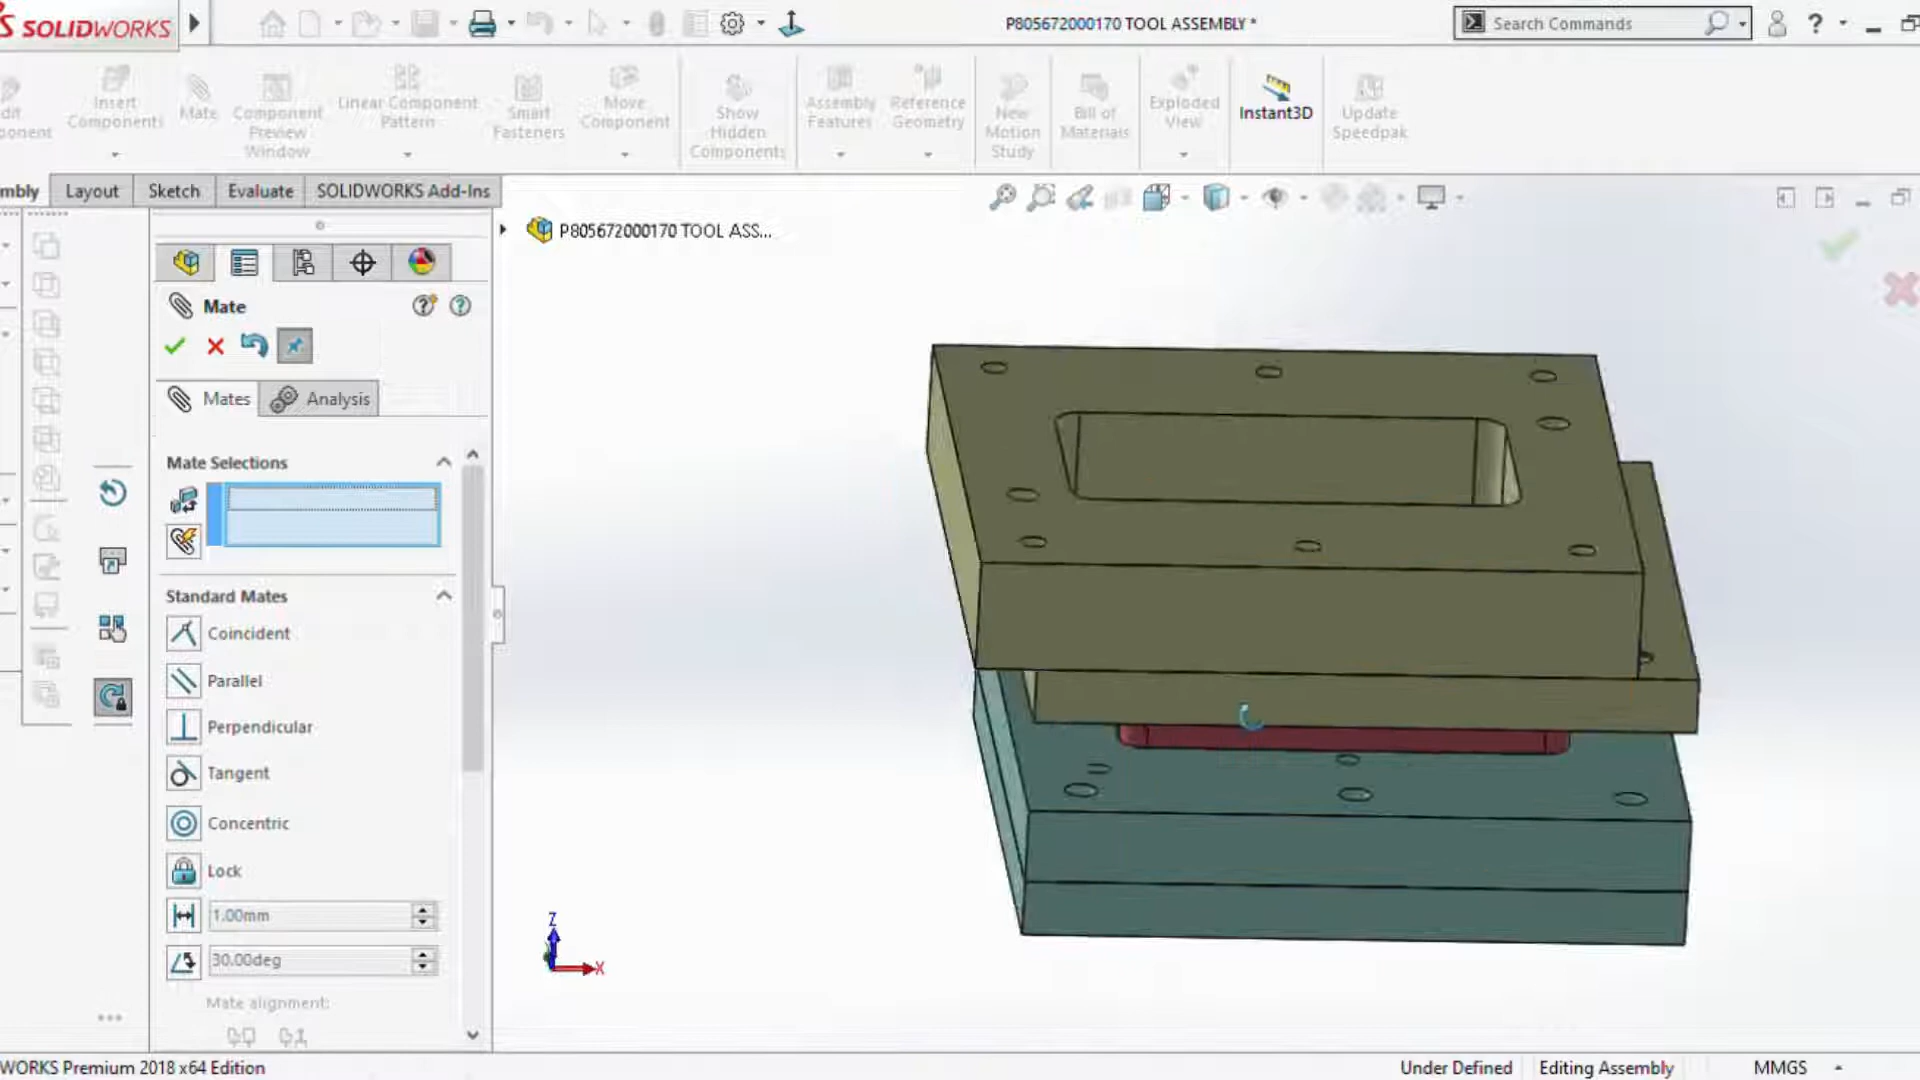 SOLIDWORKS
P805672000170 TOOL ASSEMBLY *
Search Commands
?
Insert
Components
Mate
Component
Preview
Window
Linear Component
Pattern
Smart
Fasteners
Move
Component
Show
Hidden
Components
Assembly
Features
Reference
Geometry
New
Motion
Study
Bill of
Materials
Exploded
View
Instant3D
Update
Speedpak
mbly
Layout
Sketch
Evaluate
SOLIDWORKS Add-Ins
P805672000170 TOOL ASS...
Mate
Mates
Analysis
Mate Selections
Standard Mates
Coincident
Parallel
Perpendicular
Tangent
Concentric
Lock
1.00mm
30.00deg
Mate alignment:
Z
X
WORKS Premium 2018 x64 Edition
Under Defined
Editing Assembly
MMGS